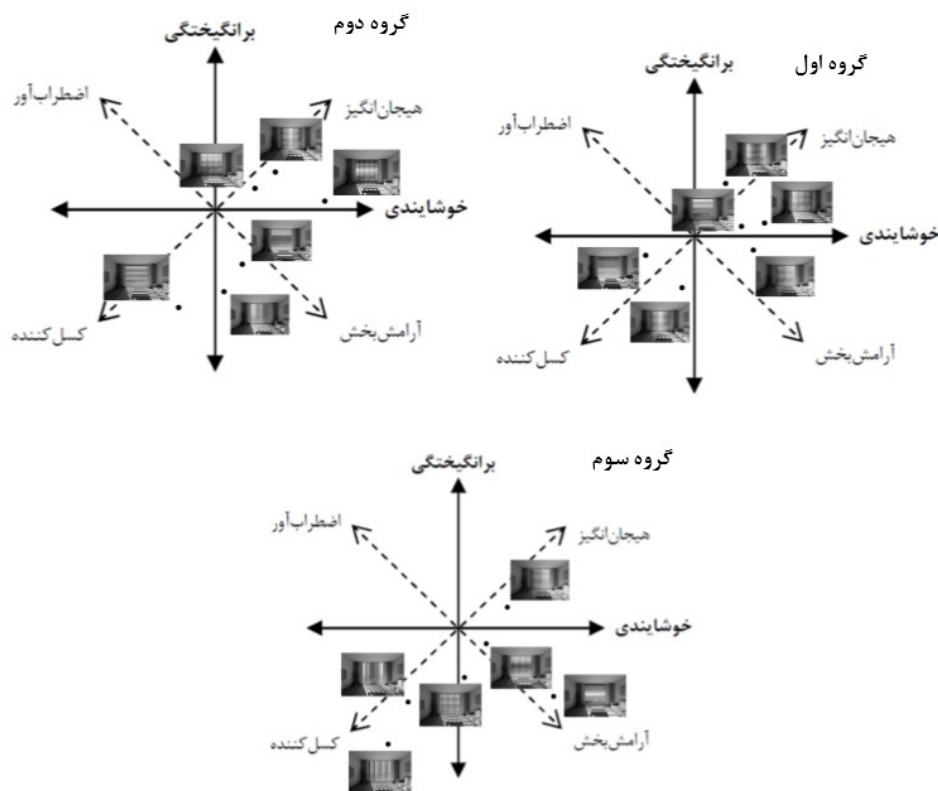 گروه اول
برانگیختگی
اضطراب‌آور
هیجان‌انگیز
خوشایندی
کسل‌کننده
آرامش‌بخش
گروه دوم
برانگیختگی
اضطراب‌آور
هیجان‌انگیز
خوشایندی
کسل‌کننده
آرامش‌بخش
گروه سوم
برانگیختگی
اضطراب‌آور
هیجان‌انگیز
خوشایندی
کسل‌کننده
آرامش‌بخش